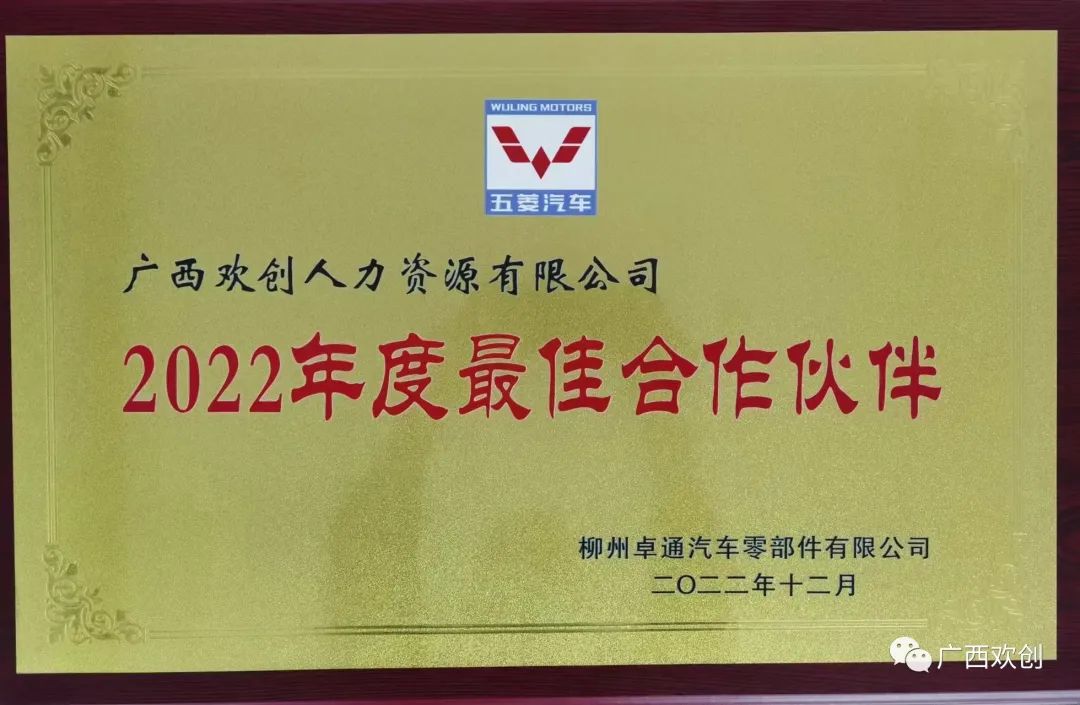 WULING MOTORS
五菱汽车
广西欢创人力资源有限公司
2022年度最佳合作伙伴
柳州卓通汽车零部件有限公司
二〇二二年十二月
广西欢创